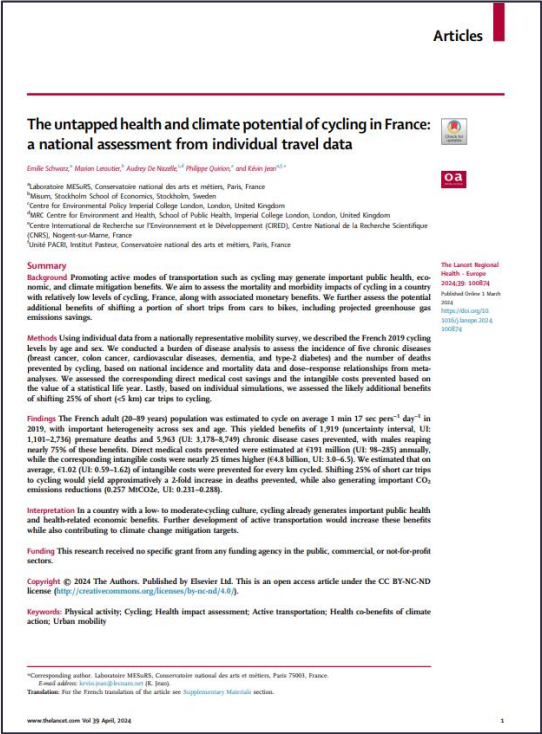 Articles
The untapped health and climate potential of cycling in France:
a national assessment from individual travel data
Emilie Schwarz,a Marion Leroutier,b Audrey De Nazelle,c,d Philippe Quirion,e and Kévin Jeana,f,∗
aLaboratoire MESuRS, Conservatoire national des arts et métiers, Paris, France
bMisum, Stockholm School of Economics, Stockholm, Sweden
cCentre for Environmental Policy Imperial College London, London, United Kingdom
dMRC Centre for Environment and Health, School of Public Health, Imperial College London, London, United Kingdom
eCentre International de Recherche sur l'Environnement et le Développement (CIRED), Centre National de la Recherche Scientifique
(CNRS), Nogent-sur-Marne, France
fUnité PACRI, Institut Pasteur, Conservatoire national des arts et métiers, Paris, France
Summary
Background Promoting active modes of transportation such as cycling may generate important public health, eco-
nomic, and climate mitigation benefits. We aim to assess the mortality and morbidity impacts of cycling in a country
with relatively low levels of cycling, France, along with associated monetary benefits. We further assess the potential
additional benefits of shifting a portion of short trips from cars to bikes, including projected greenhouse gas
emissions savings.
Methods Using individual data from a nationally representative mobility survey, we described the French 2019 cycling
levels by age and sex. We conducted a burden of disease analysis to assess the incidence of five chronic diseases
(breast cancer, colon cancer, cardiovascular diseases, dementia, and type-2 diabetes) and the number of deaths
prevented by cycling, based on national incidence and mortality data and dose–response relationships from meta-
analyses. We assessed the corresponding direct medical cost savings and the intangible costs prevented based on
the value of a statistical life year. Lastly, based on individual simulations, we assessed the likely additional benefits
of shifting 25% of short (<5 km) car trips to cycling.
Findings The French adult (20–89 years) population was estimated to cycle on average 1 min 17 sec pers−1 day−1 in
2019, with important heterogeneity across sex and age. This yielded benefits of 1,919 (uncertainty interval, UI:
1,101–2,736) premature deaths and 5,963 (UI: 3,178–8,749) chronic disease cases prevented, with males reaping
nearly 75% of these benefits. Direct medical costs prevented were estimated at €191 million (UI: 98–285) annually,
while the corresponding intangible costs were nearly 25 times higher (€4.8 billion, UI: 3.0–6.5). We estimated that on
average, €1.02 (UI: 0.59–1.62) of intangible costs were prevented for every km cycled. Shifting 25% of short car trips
to cycling would yield approximately a 2-fold increase in deaths prevented, while also generating important CO2
emissions reductions (0.257 MtCO2e, UI: 0.231–0.288).
Interpretation In a country with a low- to moderate-cycling culture, cycling already generates important public health
and health-related economic benefits. Further development of active transportation would increase these benefits
while also contributing to climate change mitigation targets.
Funding This research received no specific grant from any funding agency in the public, commercial, or not-for-profit
sectors.
Copyright © 2024 The Authors. Published by Elsevier Ltd. This is an open access article under the CC BY-NC-ND
license (http://creativecommons.org/licenses/by-nc-nd/4.0/).
Keywords: Physical activity; Cycling; Health impact assessment; Active transportation; Health co-benefits of climate
action; Urban mobility
Check for
updates
oa
The Lancet Regional
Health - Europe
2024;39: 100874
Published Online 1 March
2024
https://doi.org/10.
1016/j.lanepe.2024.
100874
*Corresponding author. Laboratoire MESuRS, Conservatoire national des arts et métiers, Paris 75003, France.
E-mail address: kevin.jean@lecnam.net (K. Jean).
Translation: For the French translation of the article see Supplementary Materials section.
www.thelancet.com Vol 39 April, 2024
1